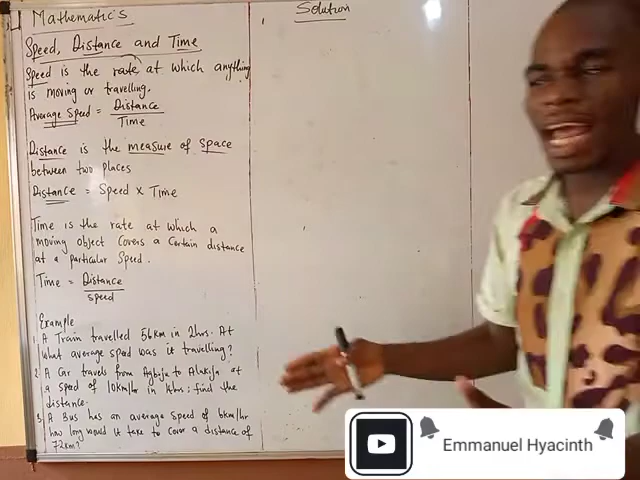 Mathematic's
Speed, Distance and Time
Speed is the rate at which anything
is moving or travelling.
Average Speed = Distance
Time
Distance is the measure of space
between two places
Distance = Speed × Time
Time is the rate at which a
moving object Covers a Certain distance
at a particular Speed.
Time = Distance
speed
Example
1. A Train travelled 56km in 2hrs. At
what average speed was it travelling?
2. A Car travels from Agbija to Alakija at
a speed of 10km/hr in hrs; find the
distance.
3. A Bus has an average speed of 6km/hr
how long would it take to Cover a distance of
72km?
Solution
Emmanuel Hyacinth